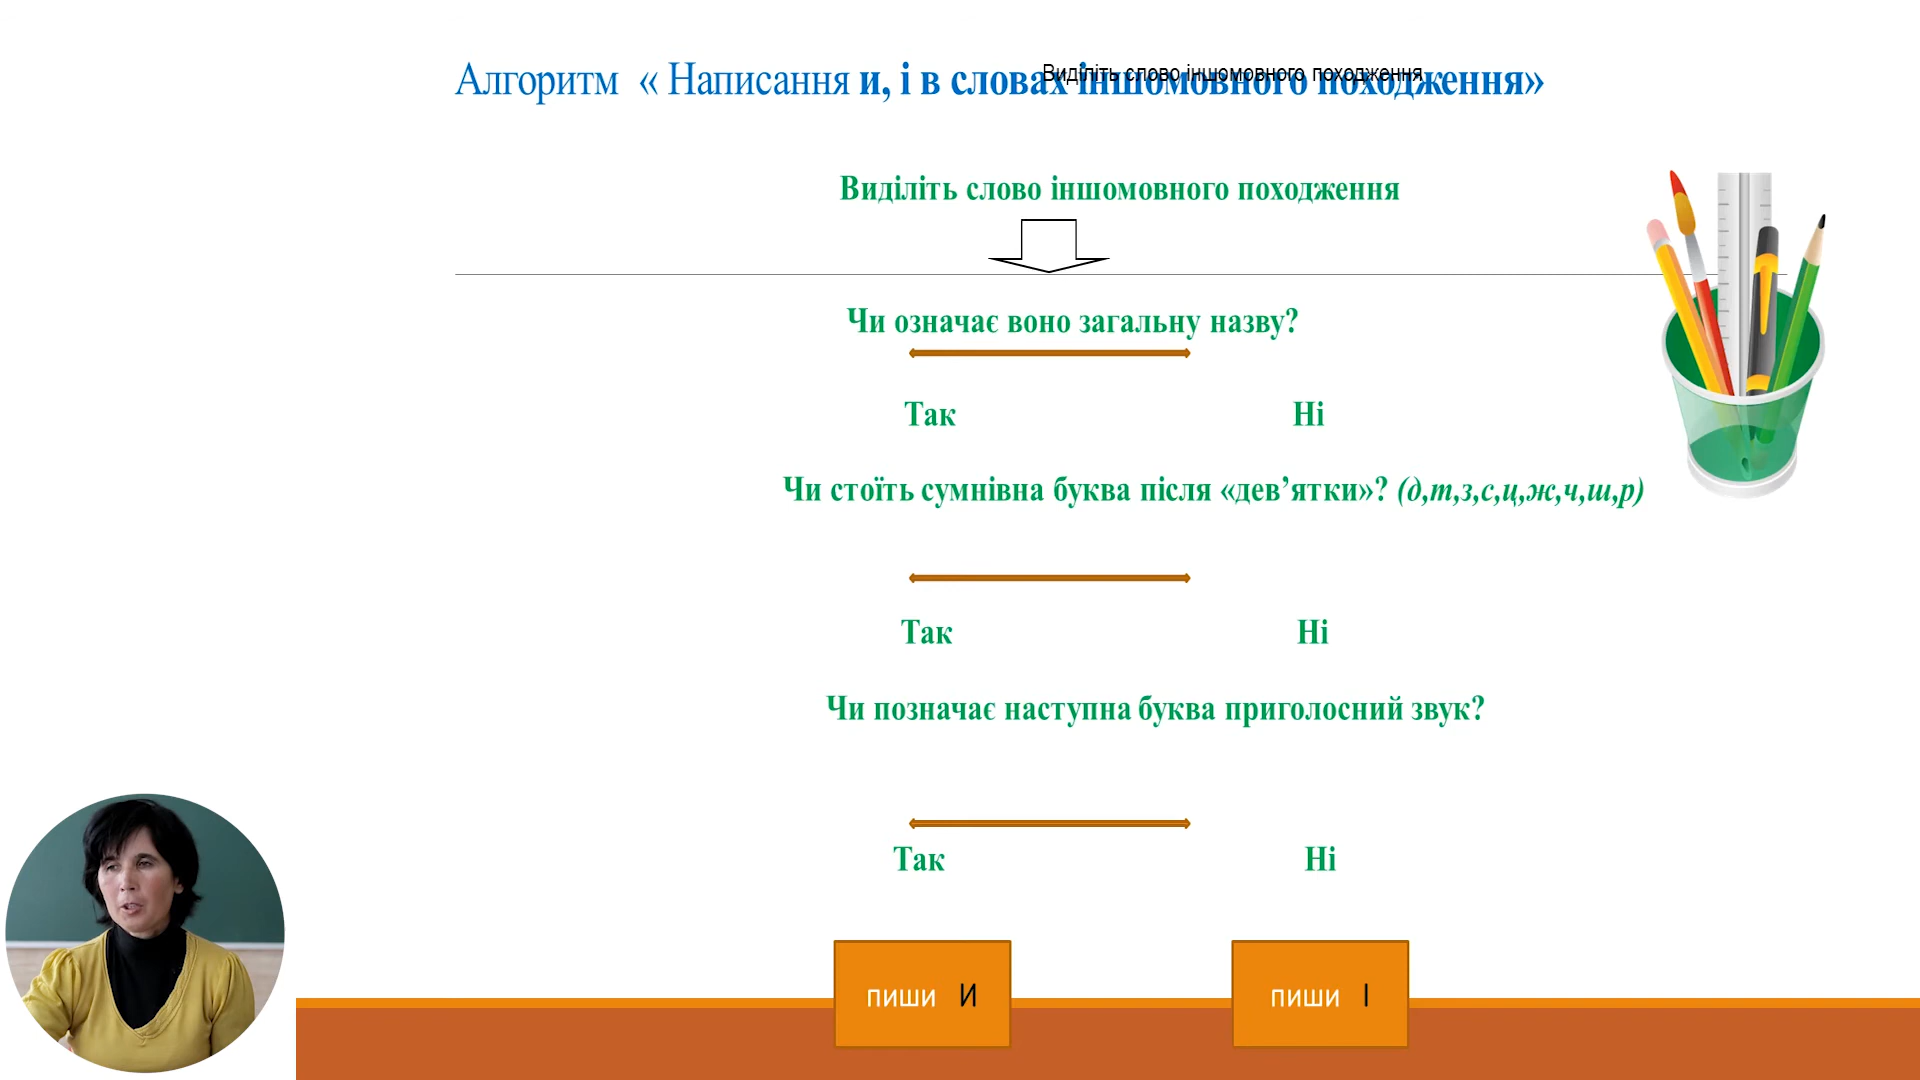 Алгоритм « Написання и, і в словах іншомовного походження»
Виділіть слово іншомовного походження
Виділіть слово іншомовного походження
Чи означає воно загальну назву?
Так Ні
Чи стоїть сумнівна буква після «дев’ятки»? (д,т,з,с,ц,ж,ч,ш,р)
Так Ні
Чи позначає наступна буква приголосний звук?
Так Ні
пиши И пиши І